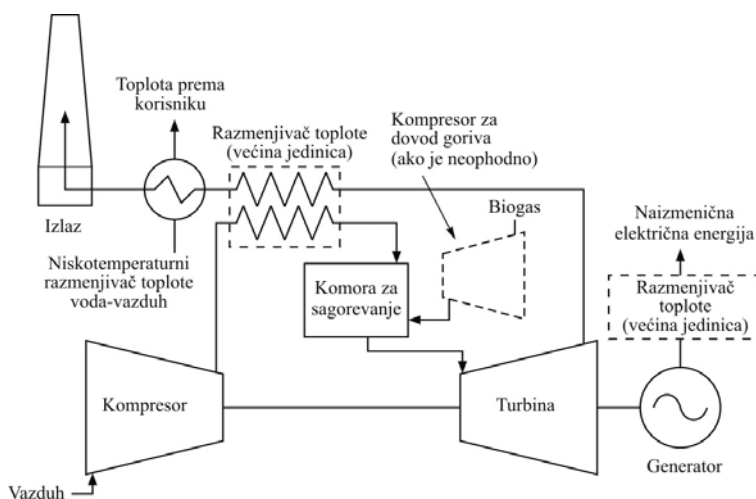 Toplota prema
korisniku
Razmenjivač toplote
(većina jedinica)
Kompresor za
dovod goriva
(ako je neophodno)
Biogas
Naizmenična
električna energija
Izlaz
Niskotemperaturni
razmenjivač toplote
voda-vazduh
Komora za
sagorevanje
Razmenjivač
toplote
(većina jedinica)
Kompresor
Turbina
Generator
Vazduh